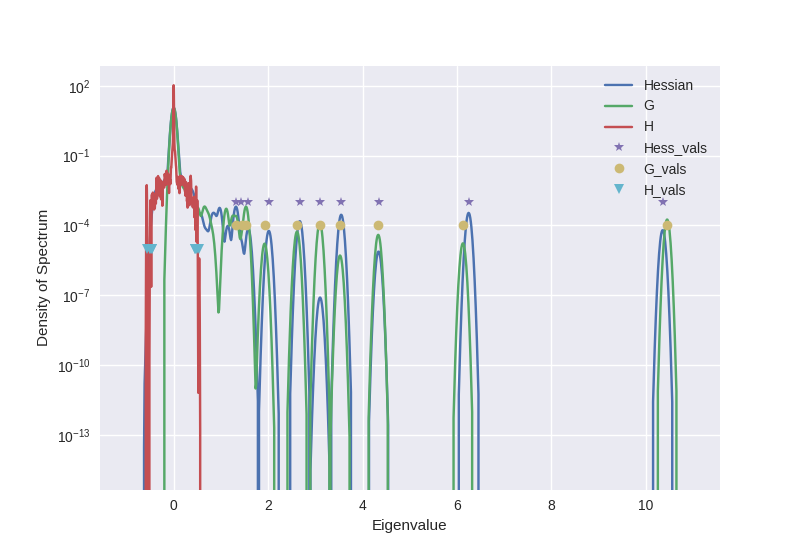 10^2
10^-1
10^-4
10^-7
10^-10
10^-13
Density of Spectrum
Hessian
G
H
Hess_vals
G_vals
H_vals
0 2 4 6 8 10
Eigenvalue